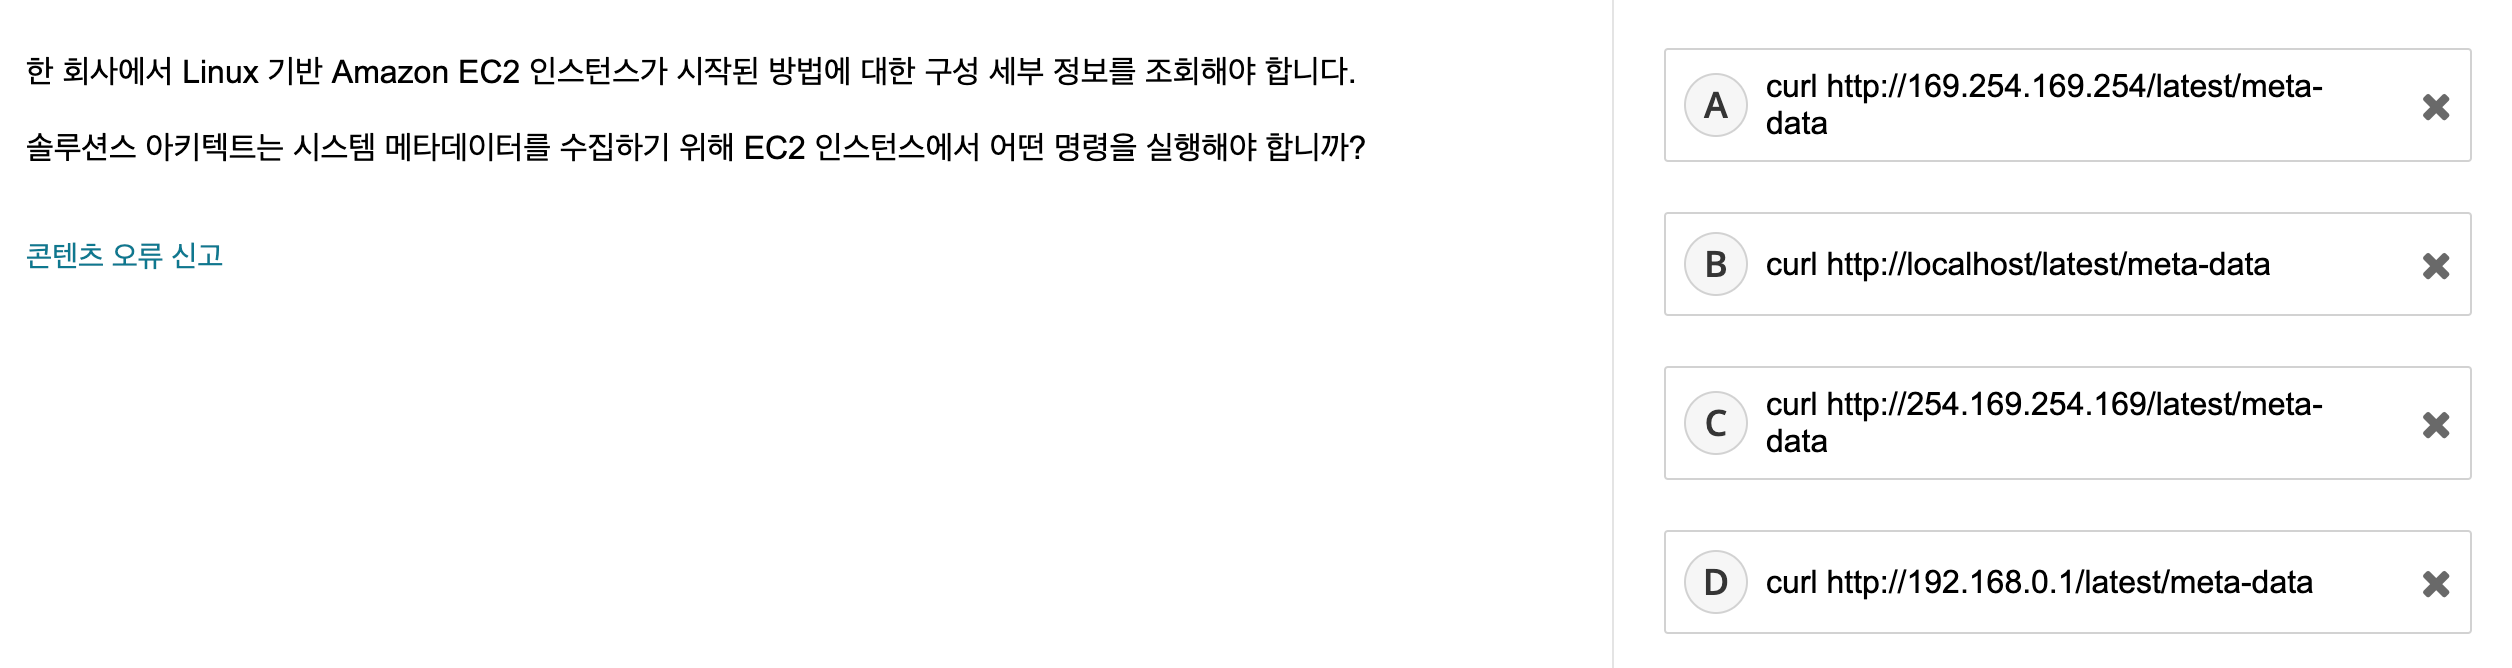 한 회사에서 Linux 기반 Amazon EC2 인스턴스가 시작된 방법에 대한 구성 세부 정보를 조회해야 합니다.
솔루션스 아키텍트는 시스템 메타데이터를 수집하기 위해 EC2 인스턴스에서 어떤 명령을 실행해야 합니까?
콘텐츠 오류 신고
A curl http://169.254.169.254/latest/meta-
data
B curl http://localhost/latest/meta-data
C curl http://254.169.254.169/latest/meta-
data
D curl http://192.168.0.1/latest/meta-data